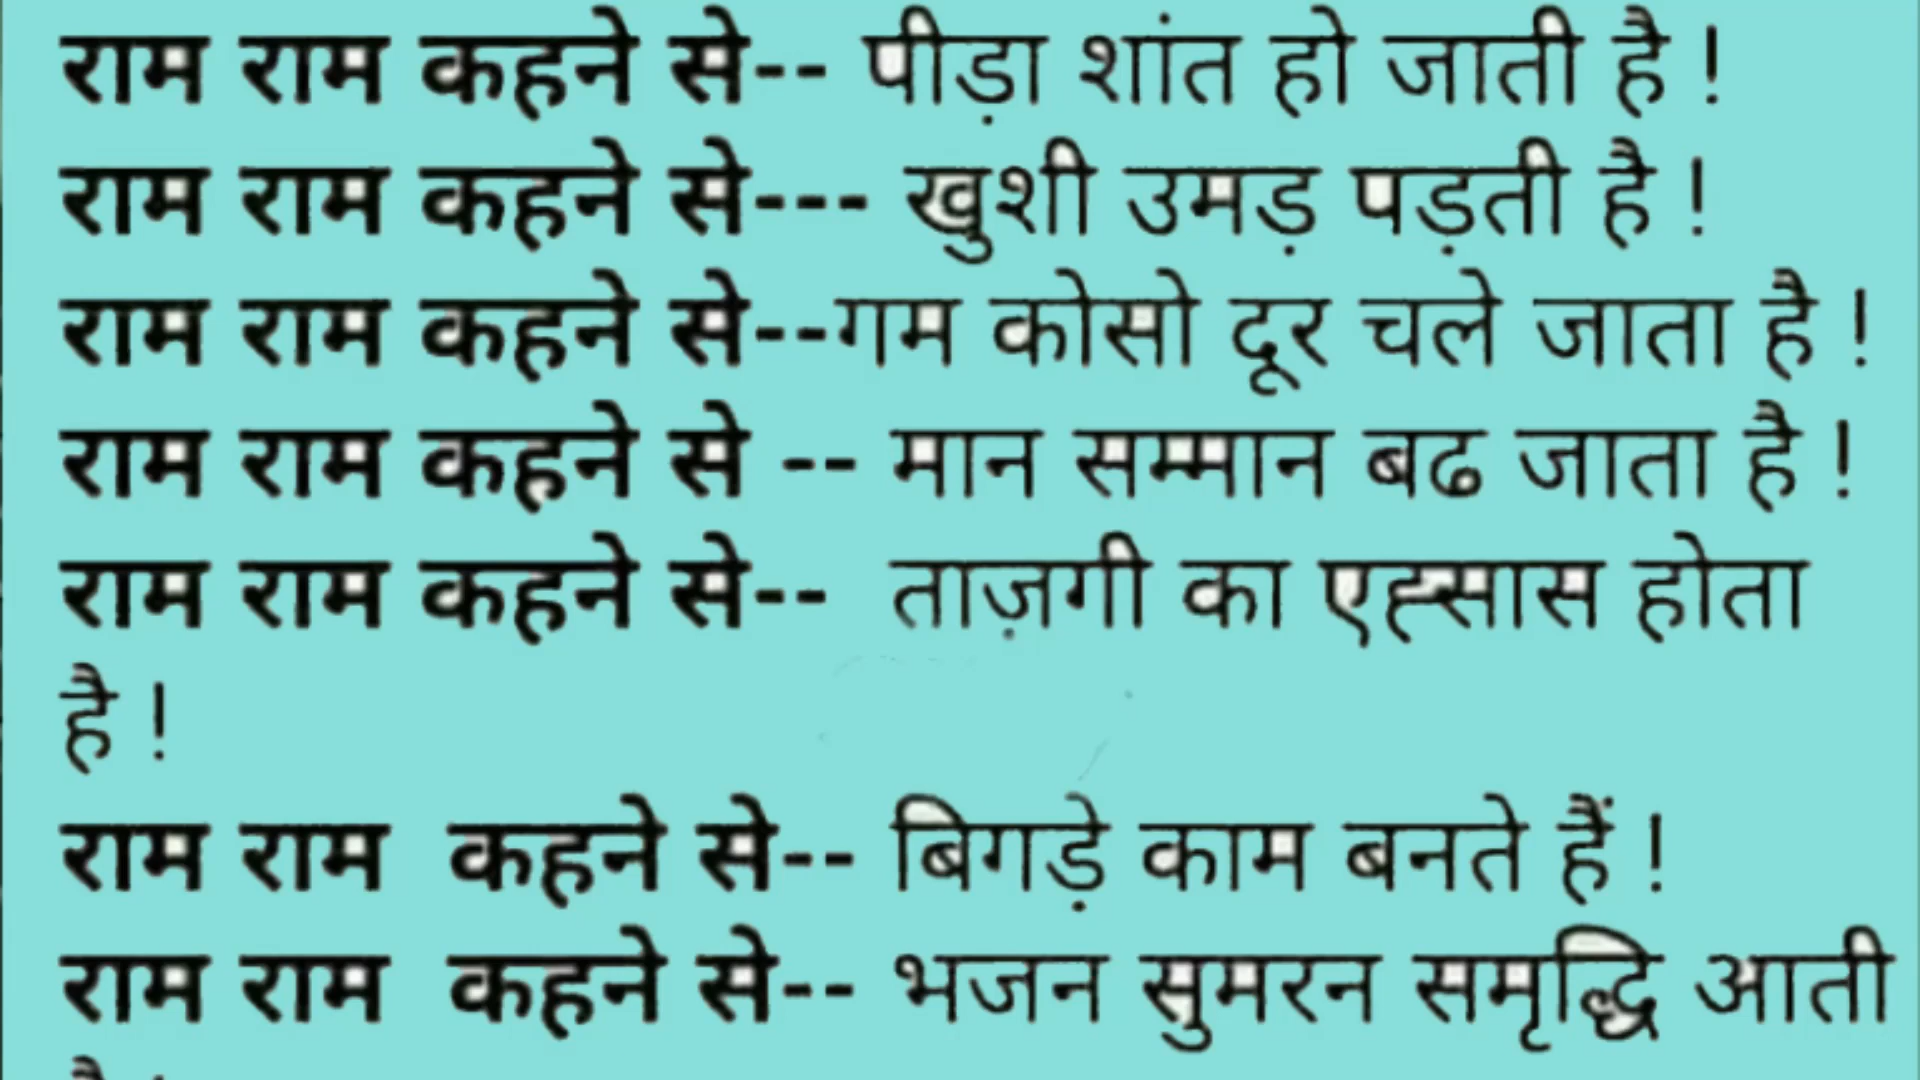 राम राम कहने से-- पीड़ा शांत हो जाती है !
राम राम कहने से--- खुशी उमड़ पड़ती है !
राम राम कहने से--गम कोसो दूर चले जाता है !
राम राम कहने से -- मान सम्मान बढ जाता है !
राम राम कहने से-- ताज़गी का एह्सास होता
है !
राम राम  कहने से-- बिगड़े काम बनते हैं !
राम राम  कहने से-- भजन सुमरन समृद्धि आती